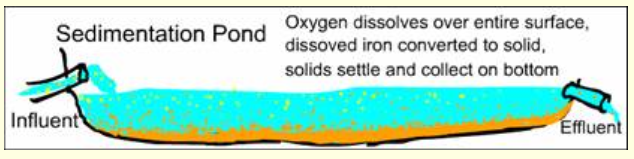 Sedimentation Pond
Oxygen dissolves over entire surface,
dissoved iron converted to solid,
solids settle and collect on bottom
Influent
Effluent